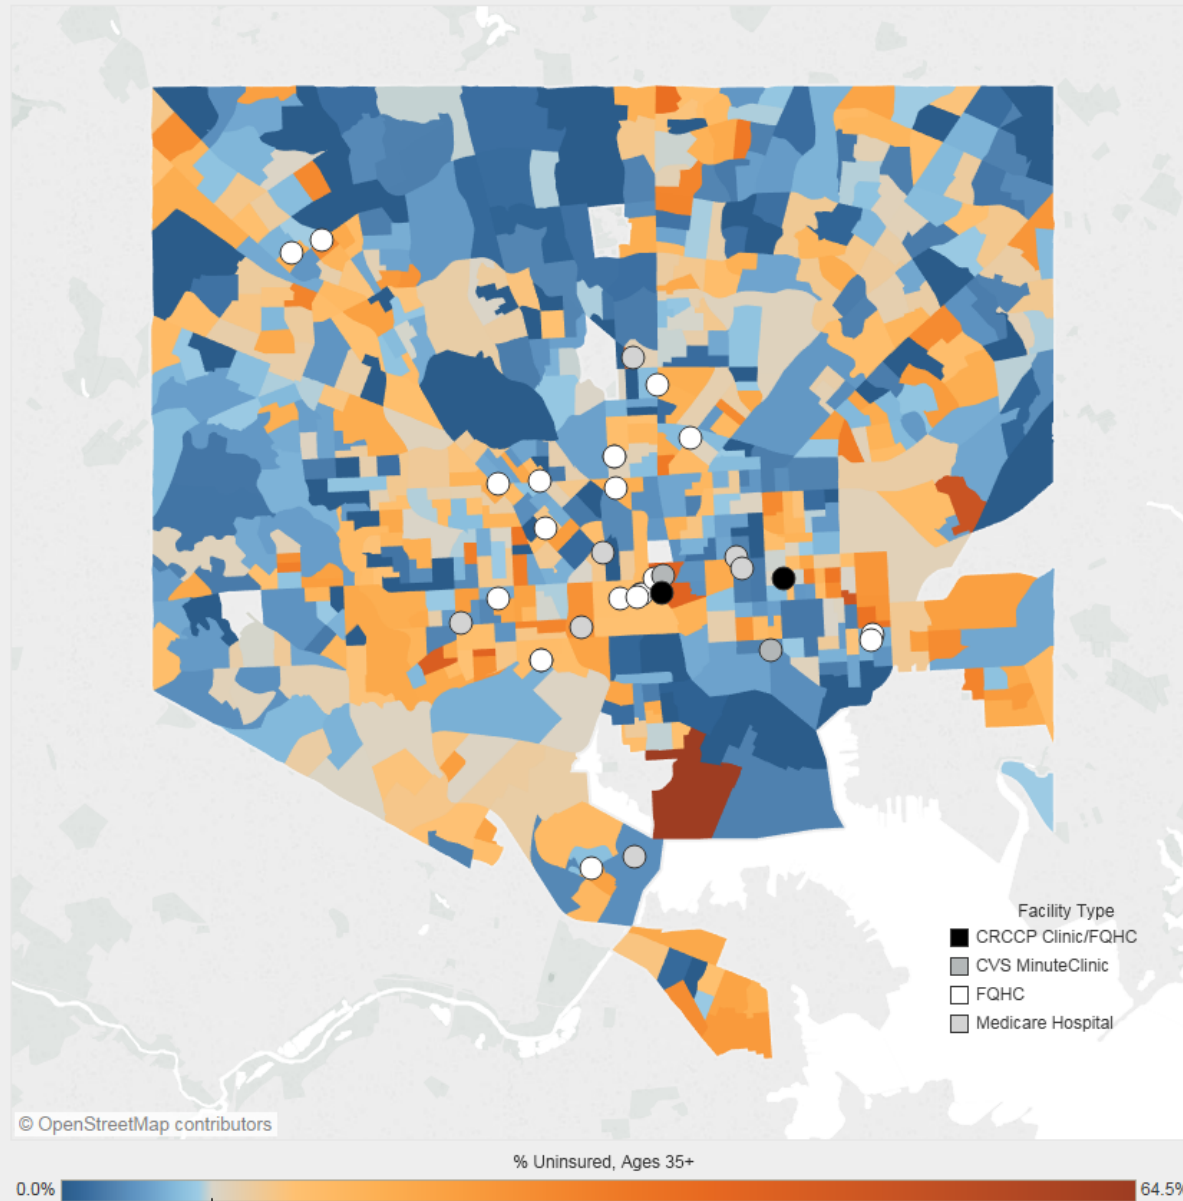 Facility Type
CRCCP Clinic/FQHC
CVS MinuteClinic
FQHC
Medicare Hospital
© OpenStreetMap contributors
% Uninsured, Ages 35+
0.0%
64.5%